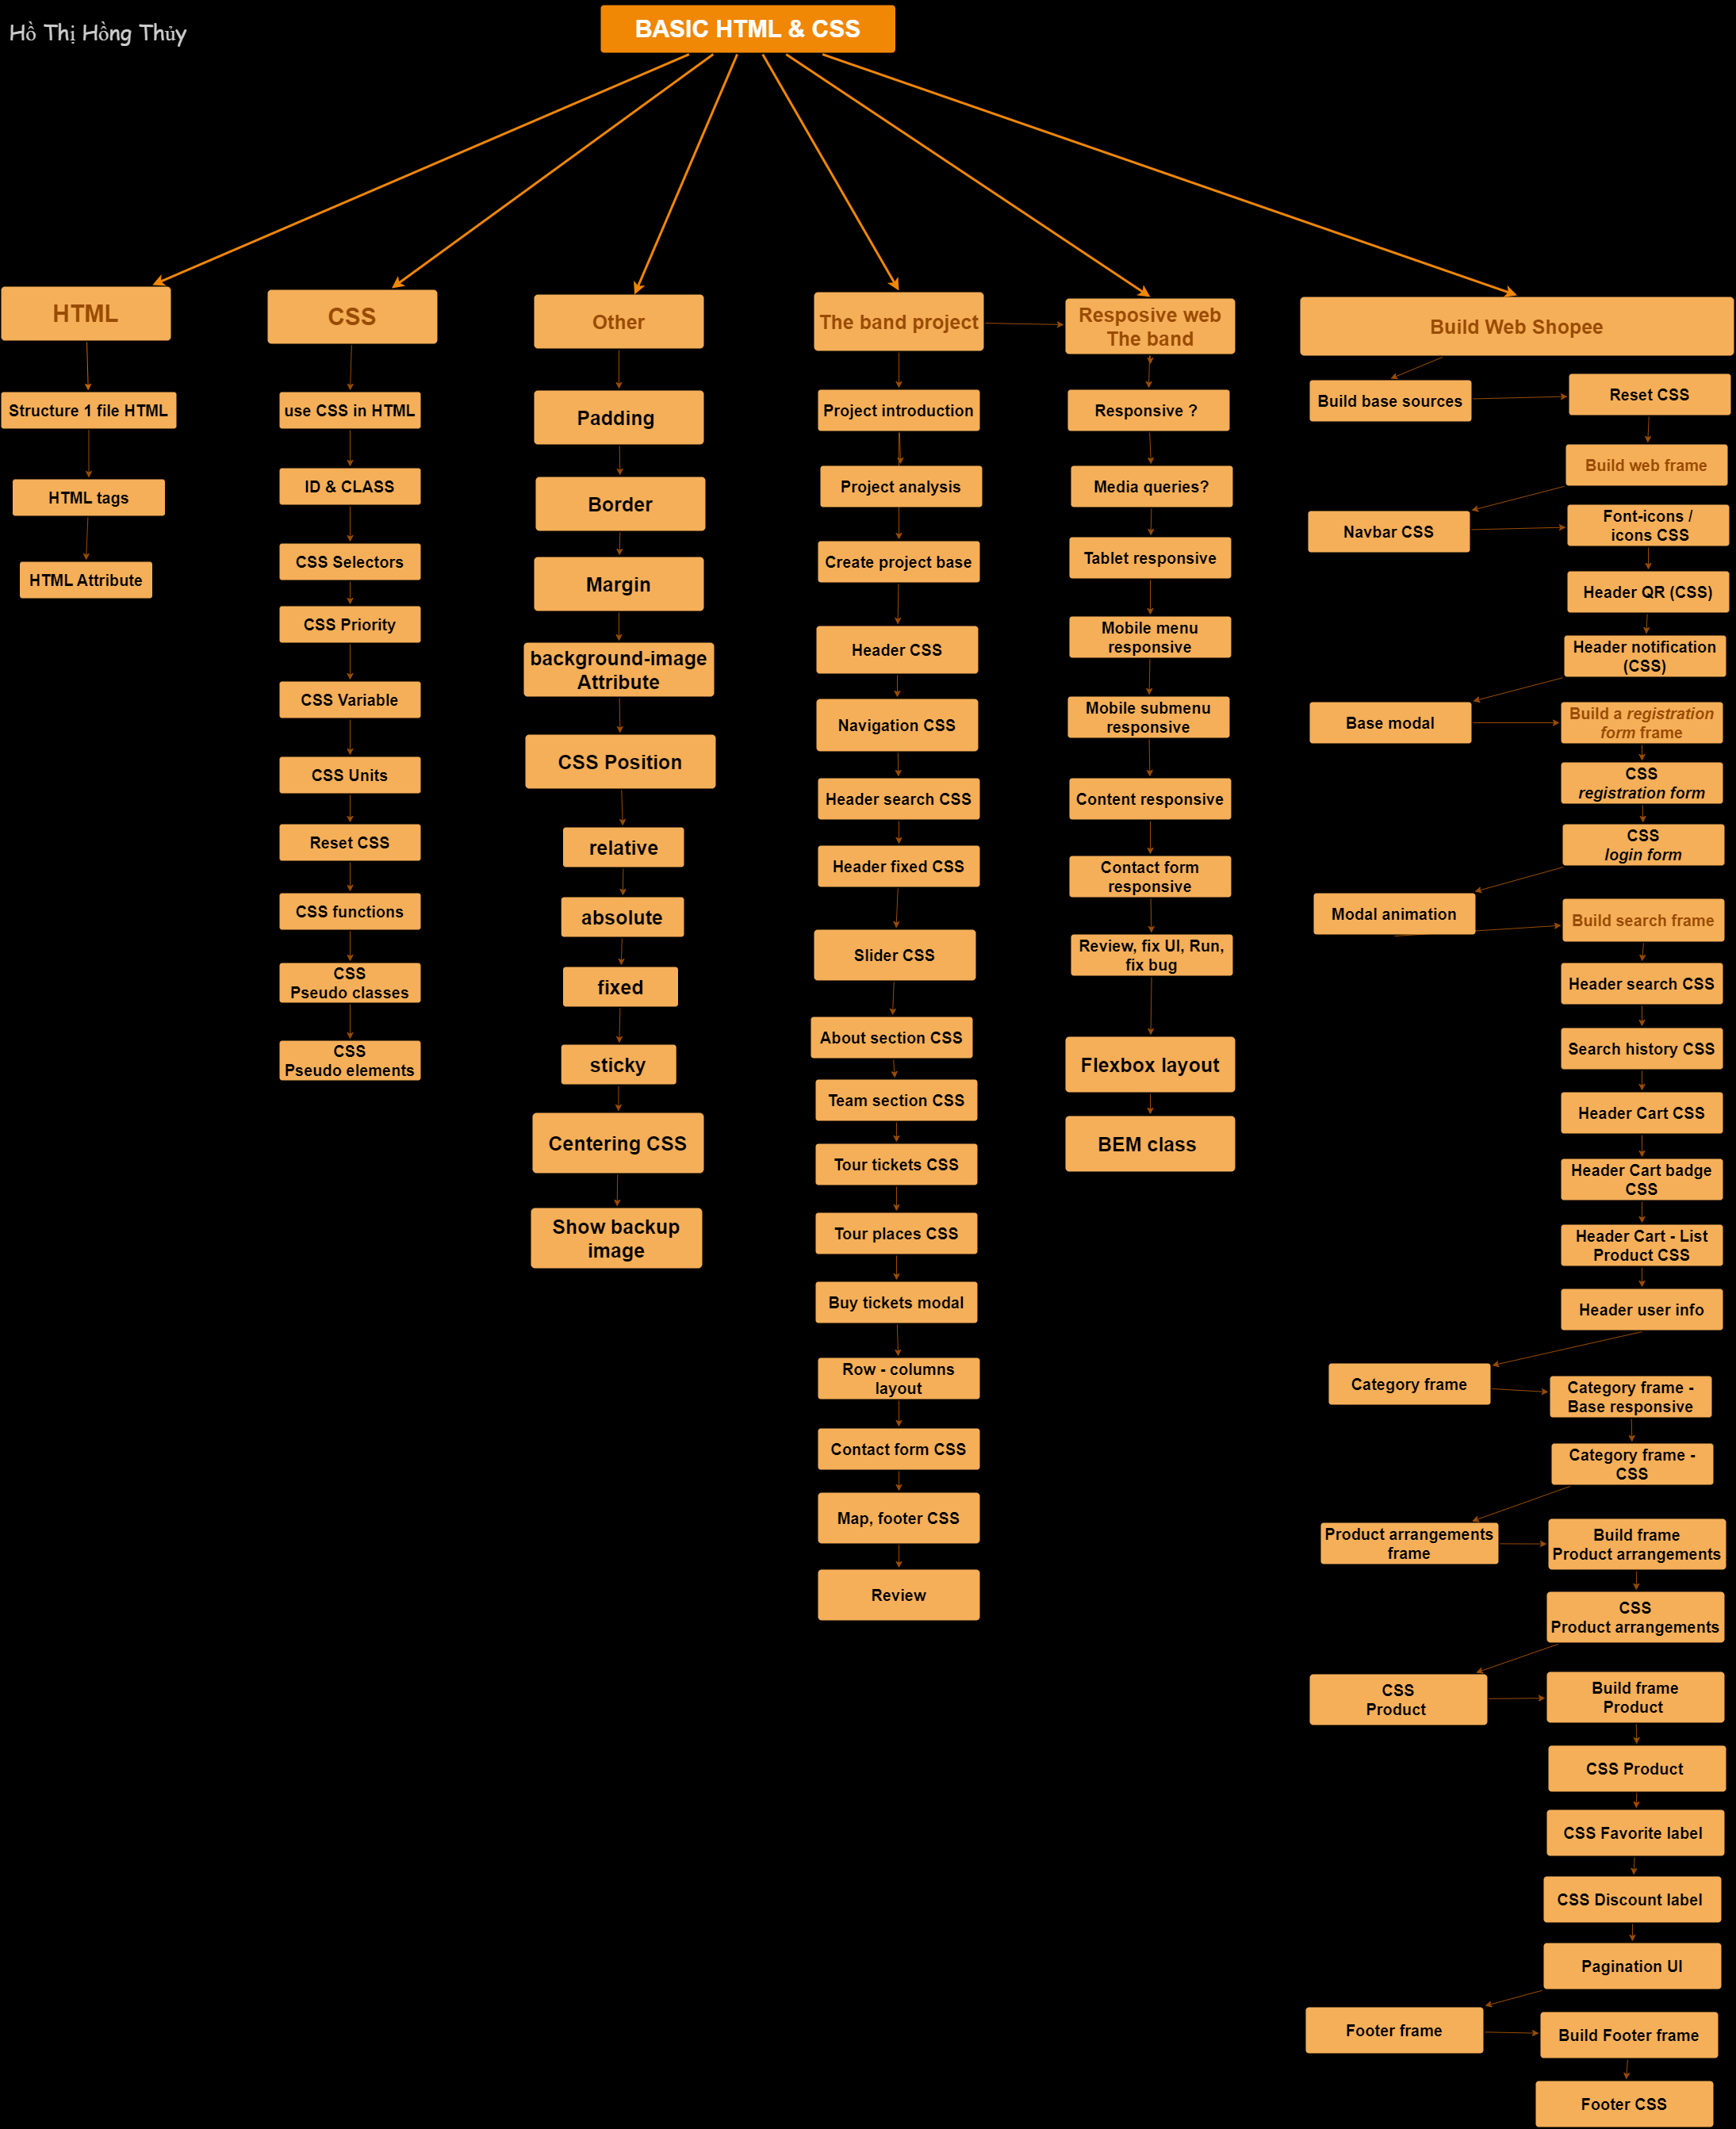 Hồ Thị Hồng Thủy
BASIC HTML & CSS
HTML
Structure 1 file HTML
HTML tags
HTML Attribute
CSS
use CSS in HTML
ID & CLASS
CSS Selectors
CSS Priority
CSS Variable
CSS Units
Reset CSS
CSS functions
CSS
Pseudo classes
CSS
Pseudo elements
Other
Padding
Border
Margin
background-image
Attribute
CSS Position
relative
absolute
fixed
sticky
Centering CSS
Show backup
image
The band project
Project introduction
Project analysis
Create project base
Header CSS
Navigation CSS
Header search CSS
Header fixed CSS
Slider CSS
About section CSS
Team section CSS
Tour tickets CSS
Tour places CSS
Buy tickets modal
Row - columns
layout
Contact form CSS
Map, footer CSS
Review
Resposive web
The band
Responsive ?
Media queries?
Tablet responsive
Mobile menu
responsive
Mobile submenu
responsive
Content responsive
Contact form
responsive
Review, fix UI, Run,
fix bug
Flexbox layout
BEM class
Build Web Shopee
Build base sources
Reset CSS
Build web frame
Navbar CSS
Font-icons /
icons CSS
Header QR (CSS)
Header notification
(CSS)
Base modal
Build a registration
form frame
CSS
registration form
CSS
login form
Modal animation
Build search frame
Header search CSS
Search history CSS
Header Cart CSS
Header Cart badge
CSS
Header Cart - List
Product CSS
Header user info
Category frame
Category frame -
Base responsive
Category frame -
CSS
Product arrangements
frame
Build frame
Product arrangements
CSS
Product arrangements
CSS
Product
Build frame
Product
CSS Product
CSS Favorite label
CSS Discount label
Pagination UI
Footer frame
Build Footer frame
Footer CSS